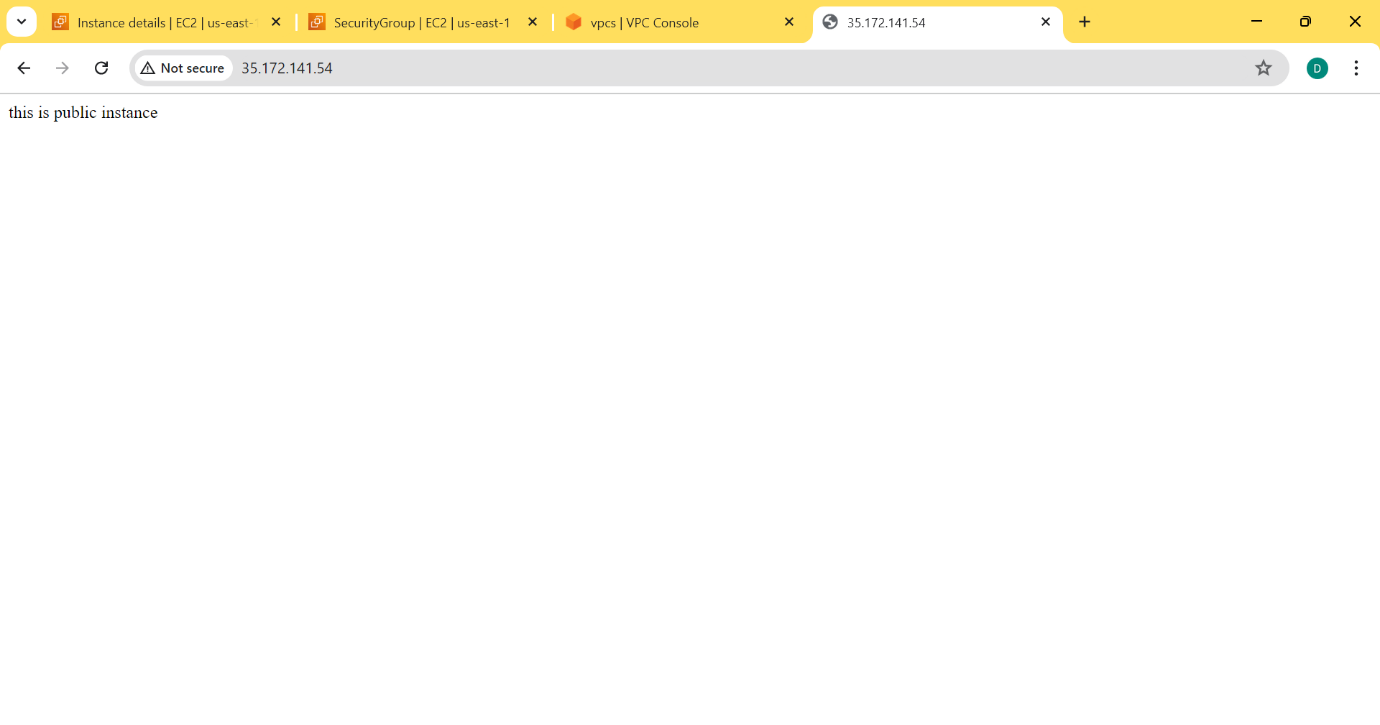 Instance details | EC2 | us-east-
SecurityGroup | EC2 | us-east-1
vpcs | VPC Console
35.172.141.54
Not secure
35.172.141.54
D
this is public instance